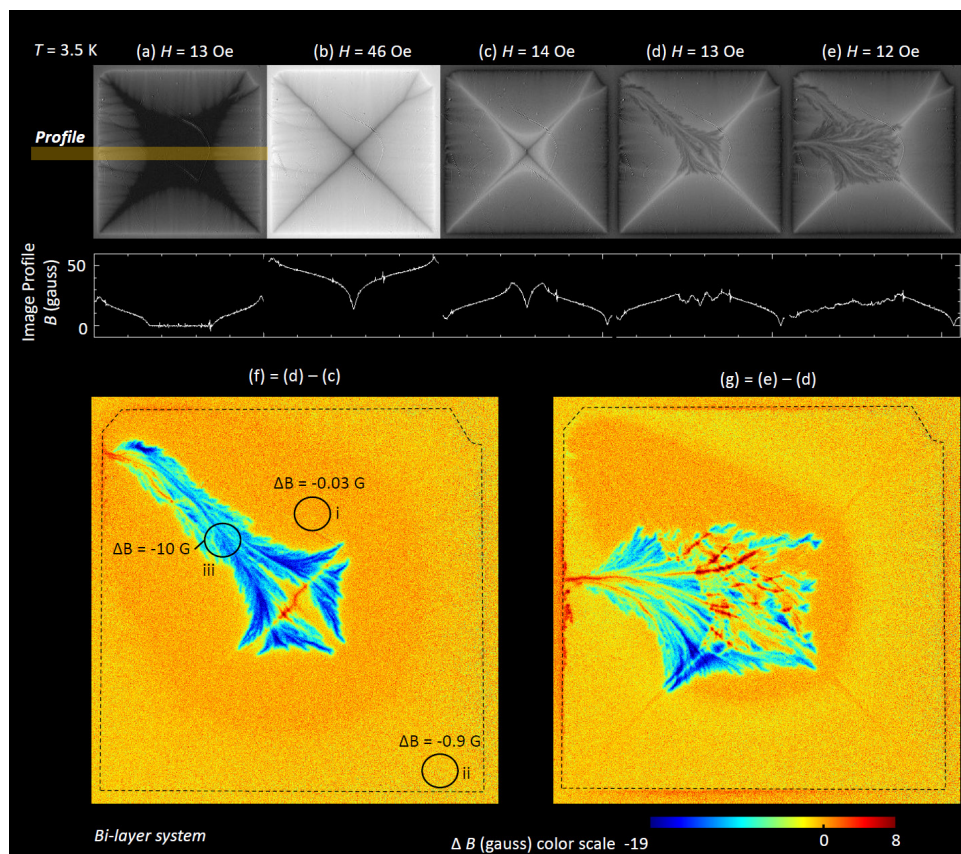 T = 3.5 K (a) H = 13 Oe (b) H = 46 Oe (c) H = 14 Oe (d) H = 13 Oe (e) H = 12 Oe
Profile
Image Profile
B (gauss)
50
0
(f) = (d) – (c) (g) = (e) – (d)
ΔB = -0.03 G
i
ΔB = -10 G
iii
ΔB = -0.9 G
ii
Bi-layer system Δ B (gauss) color scale -19 0 8